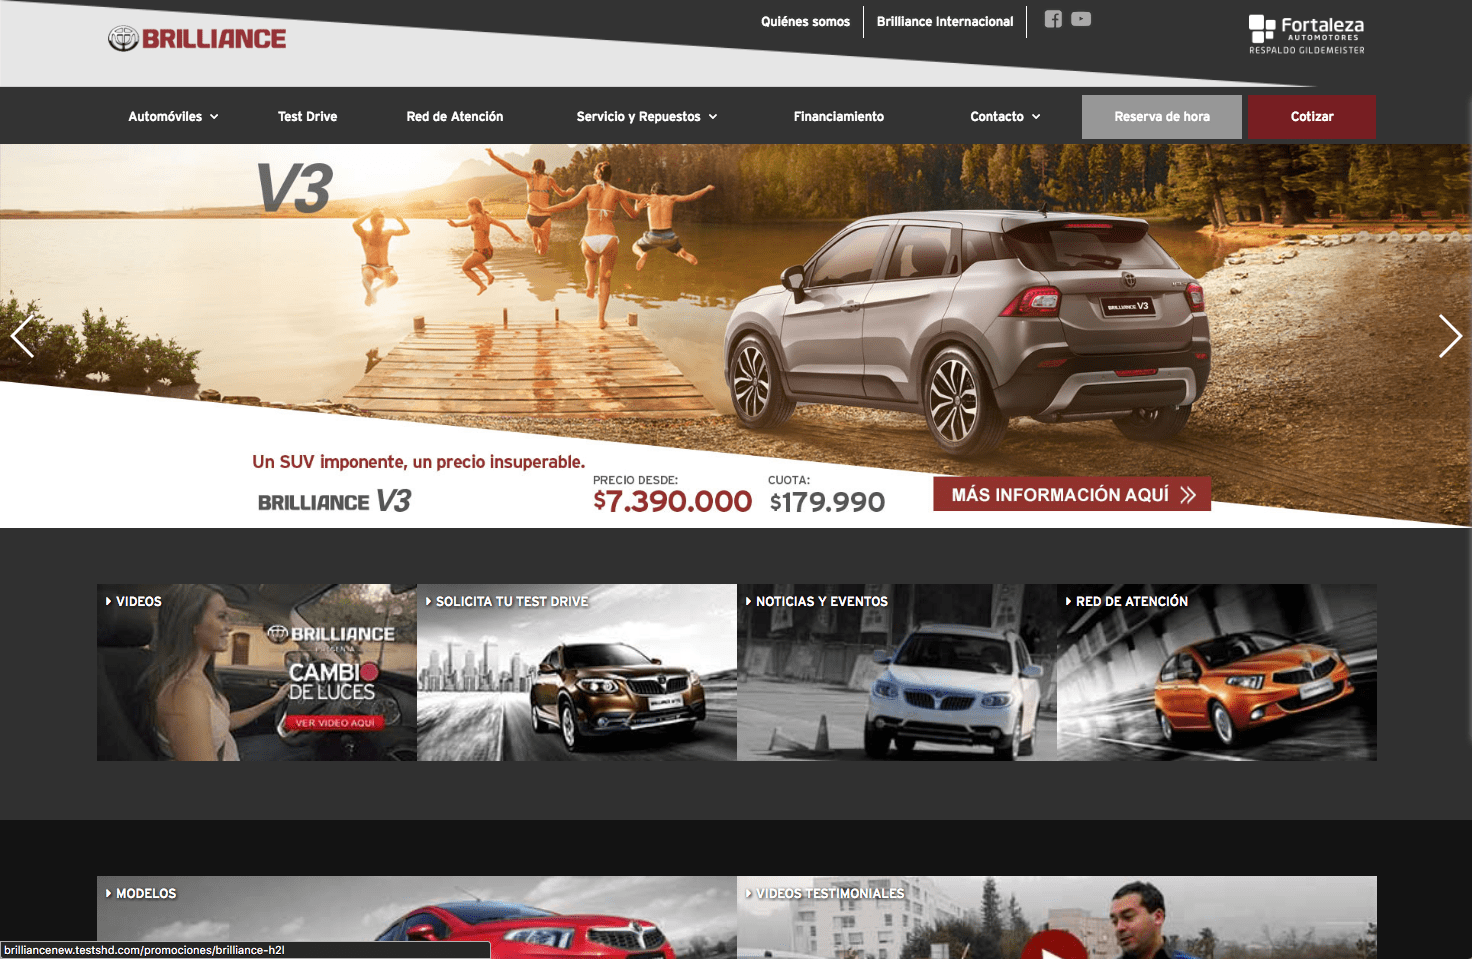 BRILLIANCE
Quiénes somos
Brilliance Internacional
Fortaleza
AUTOMOTORES
RESPALDO GILDEMEISTER
Automóviles
Test Drive
Red de Atención
Servicio y Repuestos
Financiamiento
Contacto
Reserva de hora
Cotizar
V3
BRILLIANCE V3
Un SUV imponente, un precio insuperable.
BRILLIANCE V3
PRECIO DESDE:
$7.390.000
CUOTA:
$179.990
MÁS INFORMACIÓN AQUÍ
VIDEOS
BRILLIANCE
PRESENTA
CAMBIO
DE LUCES
VER VIDEO AQUÍ
SOLICITA TU TEST DRIVE
NOTICIAS Y EVENTOS
RED DE ATENCIÓN
MODELOS
VIDEOS TESTIMONIALES
brilliancenew.testshd.com/promociones/brilliance-h2l